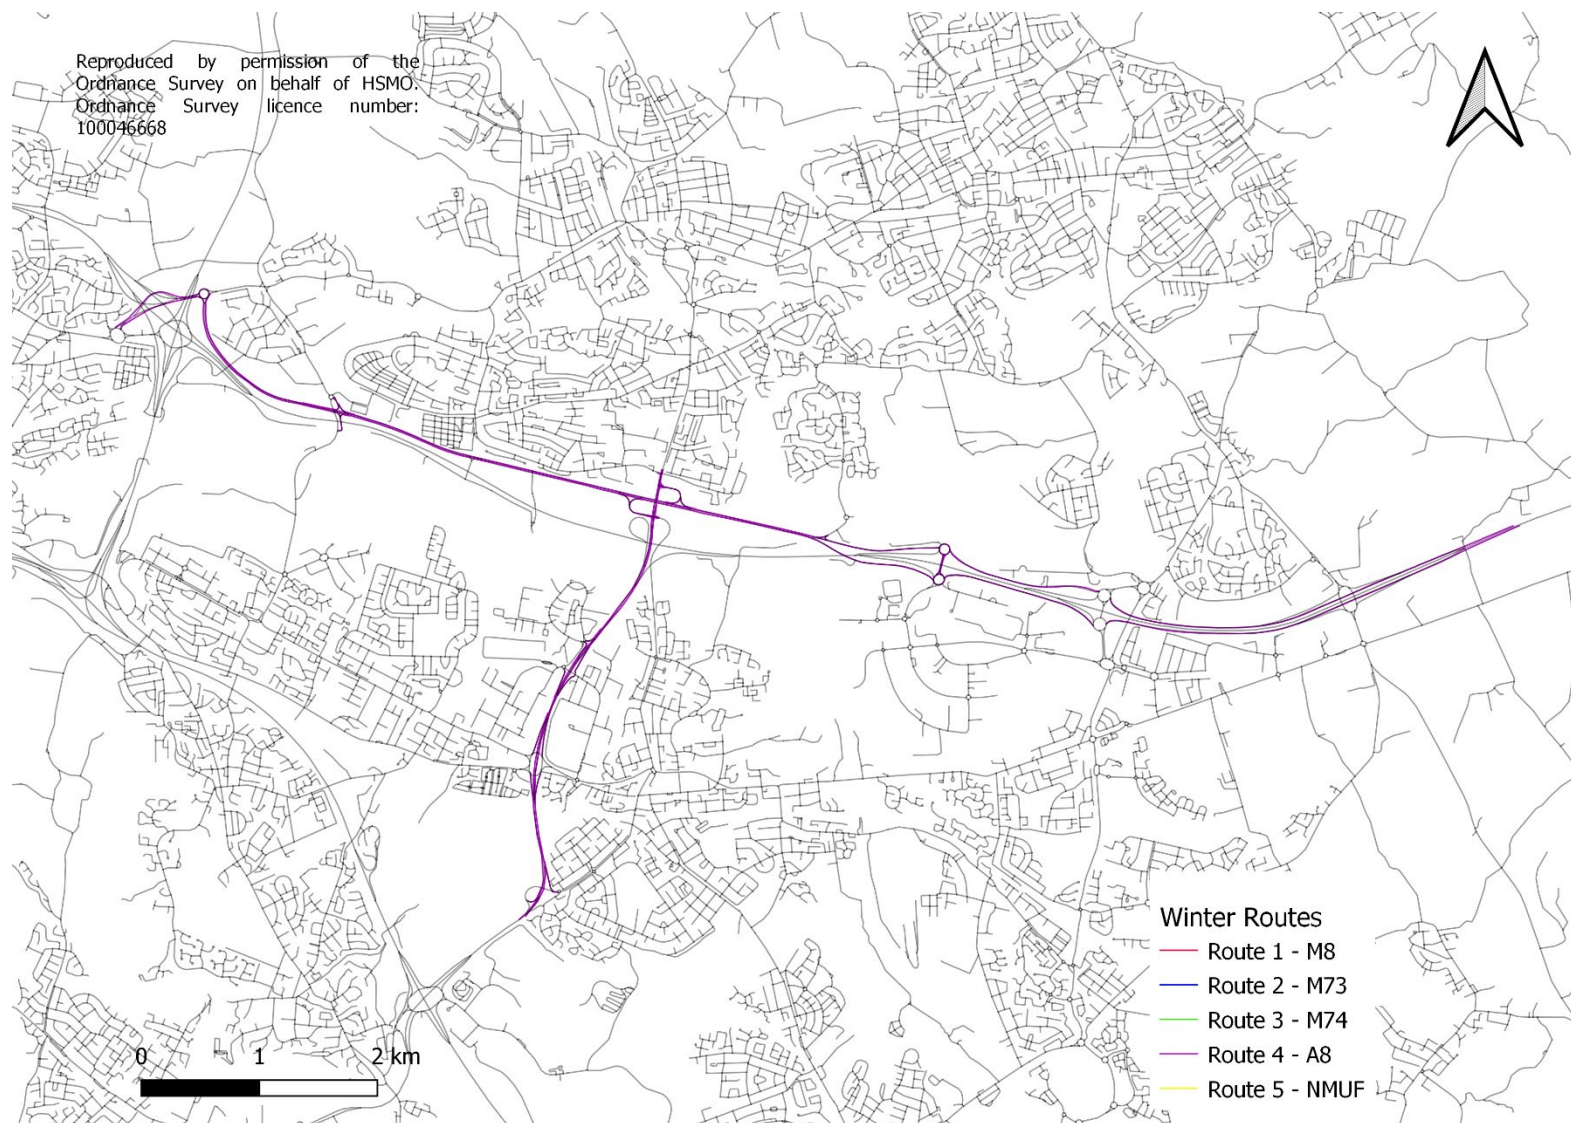 Reproduced by permission of the
Ordnance Survey on behalf of HSMO.
Ordnance Survey licence number:
100046668
Winter Routes
Route 1 - M8
Route 2 - M73
Route 3 - M74
Route 4 - A8
Route 5 - NMUF
0 1 2 km